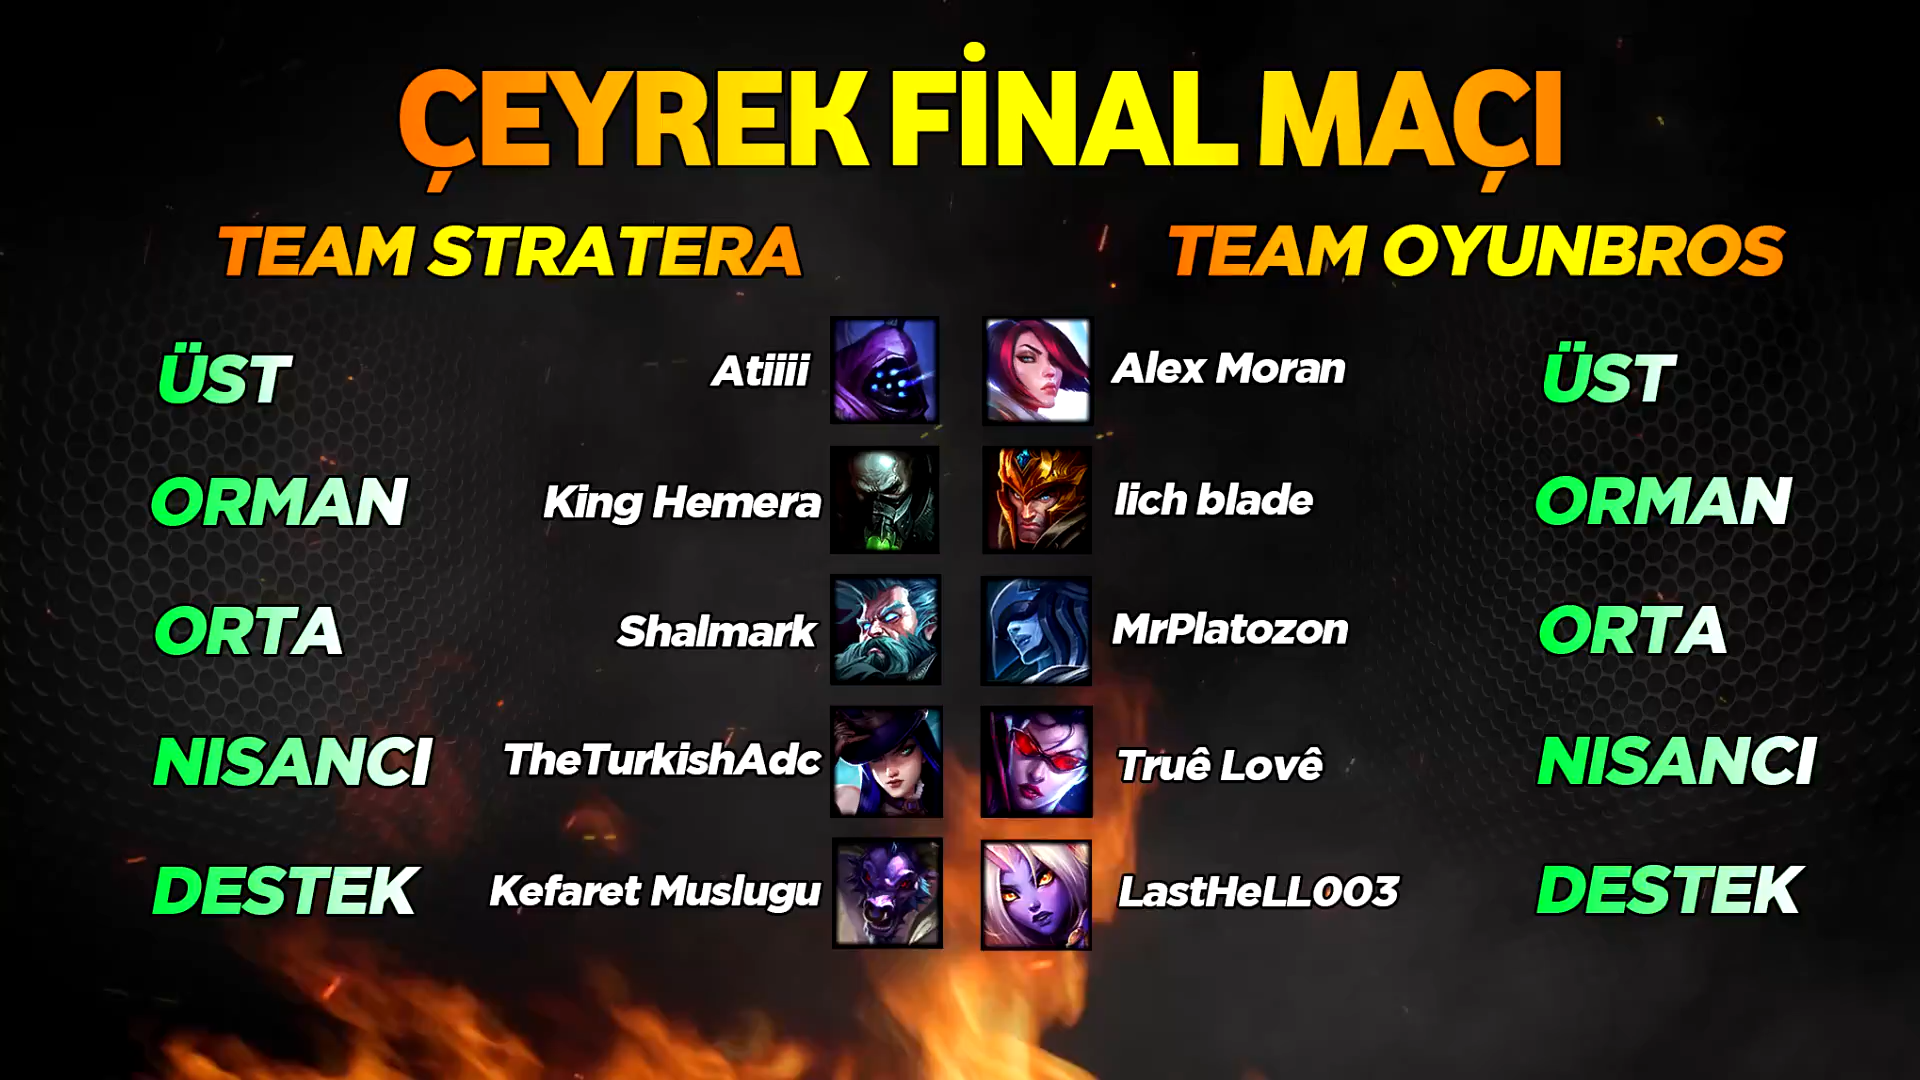 ÇEYREK FİNAL MAÇI
TEAM STRATERA
TEAM OYUNBROS
ÜST Atiiii Alex Moran ÜST
ORMAN King Hemera lich blade ORMAN
ORTA Shalmark MrPlatozon ORTA
NISANCI TheTurkishAdc Truê Lovê NISANCI
DESTEK Kefaret Muslugu LastHeLL003 DESTEK